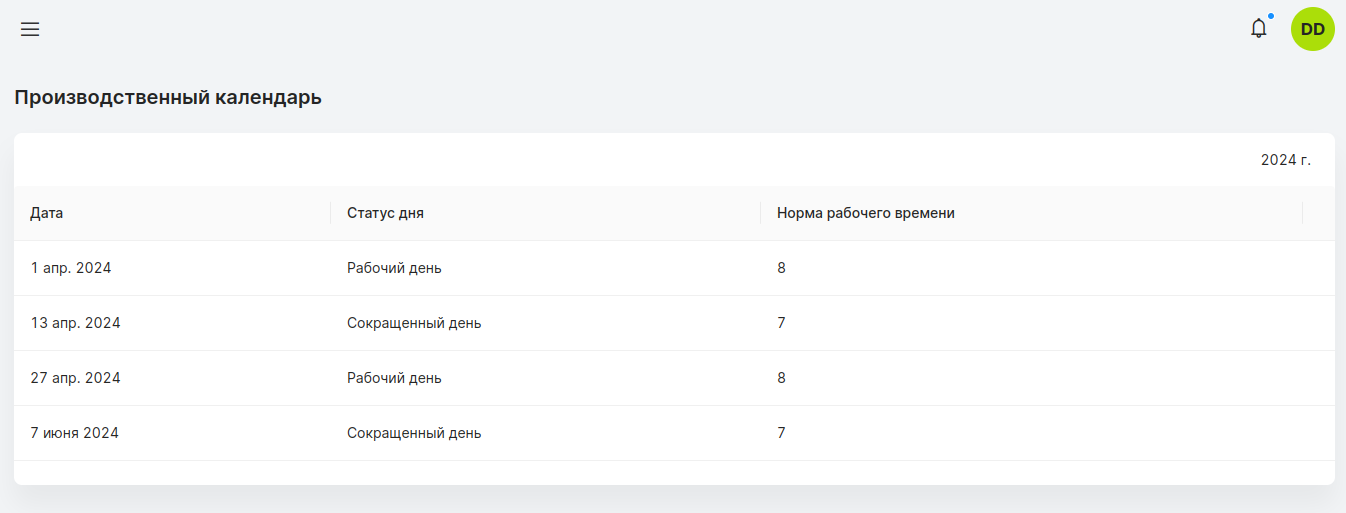 DD
Производственный календарь
2024 г.
Дата Статус дня Норма рабочего времени
1 апр. 2024 Рабочий день 8
13 апр. 2024 Сокращенный день 7
27 апр. 2024 Рабочий день 8
7 июня 2024 Сокращенный день 7